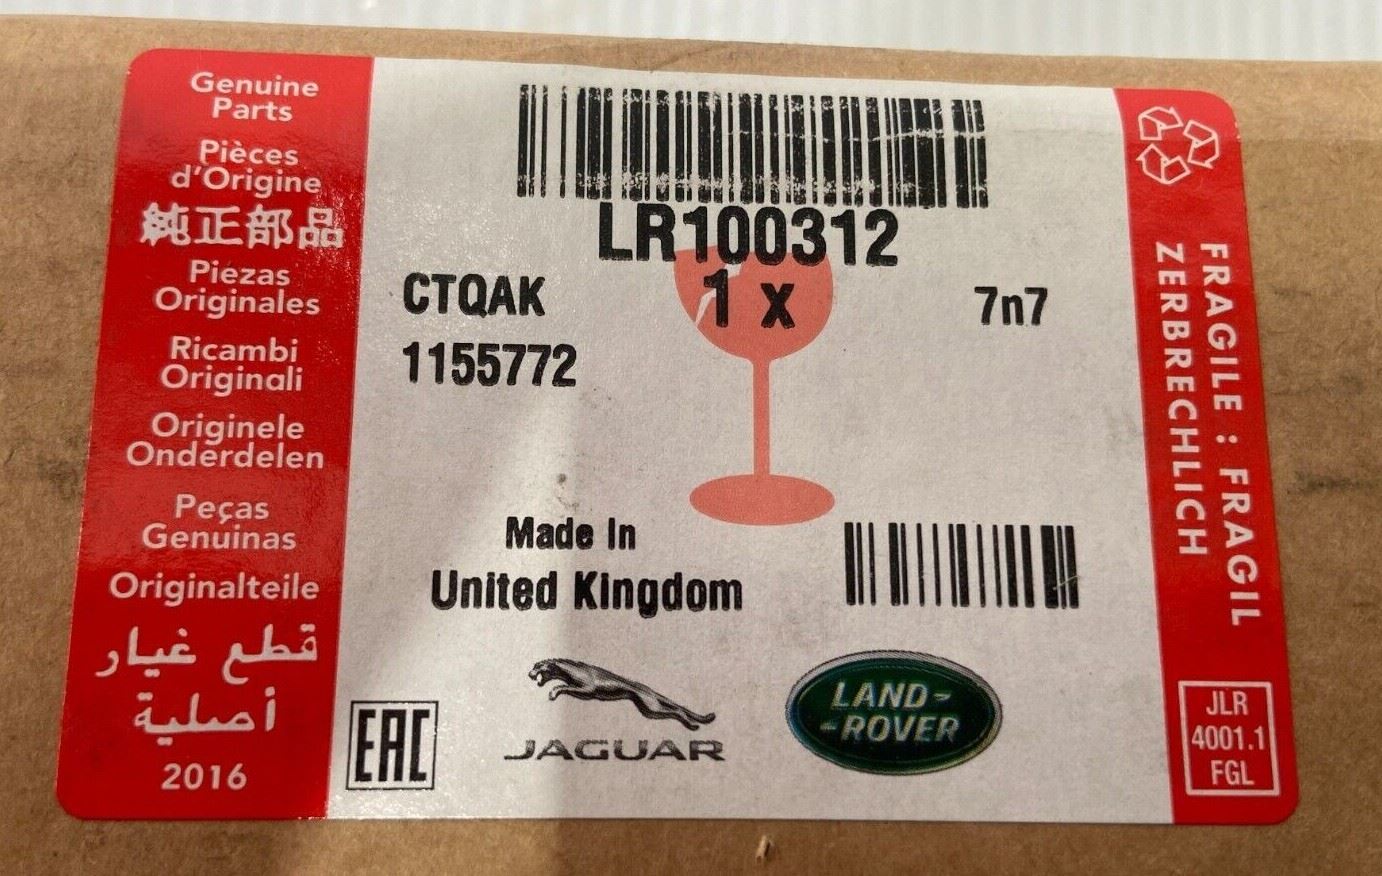 Genuine
Parts
Pièces
d'Origine
純正部品
Piezas
Originales
Ricambi
Originali
Originele
Onderdelen
Peças
Genuinas
Originalteile
قطع غيار
أصلية
2016
LR100312
CTQAK
1 x
7n7
1155772
Made In
United Kingdom
EAC
JAGUAR
LAND-
-ROVER
FRAGILE : FRAGIL
ZERBRECHLICH
JLR
4001.1
FGL